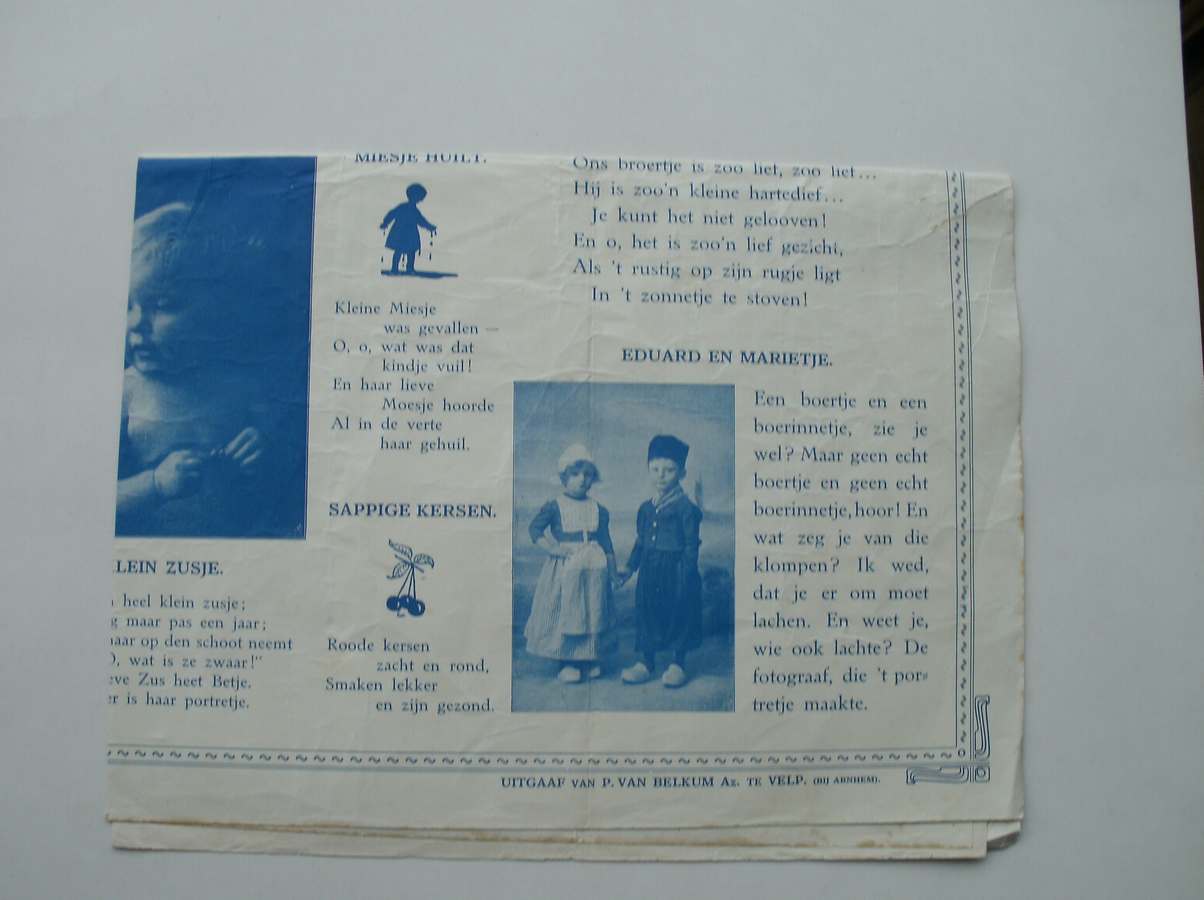 MIESJE HUILT.
Kleine Miesje
was gevallen —
O, o, wat was dat
kindje vuil!
En haar lieve
Moesje hoorde
Al in de verte
haar gehuil.
SAPPIGE KERSEN.
Roode kersen
zacht en rond,
Smaken lekker
en zijn gezond.
Ons broertje is zoo lief, zoo lief...
Hij is zoo'n kleine hartedief...
Je kunt het niet gelooven!
En o, het is zoo'n lief gezicht,
Als 't rustig op zijn rugje ligt
In 't zonnetje te stoven!
EDUARD EN MARIETJE.
Een boertje en een
boerinnetje, zie je
wel? Maar geen echt
boertje en geen echt
boerinnetje, hoor! En
wat zeg je van die
klompen? Ik wed,
dat je er om moet
lachen. En weet je,
wie ook lachte? De
fotograaf, die 't por=
tretje maakte.
LEIN ZUSJE.
heel klein zusje;
g maar pas een jaar;
haar op den schoot neemt
O, wat is ze zwaar!"
eve Zus heet Betje.
er is haar portretje.
UITGAAF VAN P. VAN BELKUM Az. TE VELP. (BIJ ARNHEM).